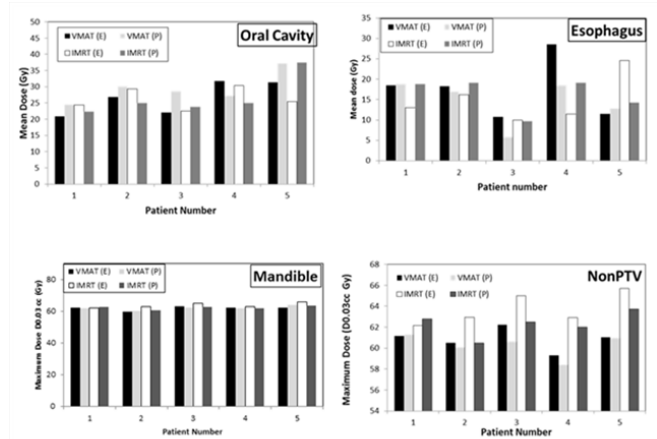 Oral Cavity
VMAT (E) VMAT (P)
IMRT (E) IMRT (P)
Mean Dose (Gy)
50
45
40
35
30
25
20
15
10
5
0
1 2 3 4 5
Patient Number
Esophagus
VMAT (E) VMAT (P)
IMRT (E) IMRT (P)
Mean dose (Gy)
35
30
25
20
15
10
5
0
1 2 3 4 5
Patient number
Mandible
VMAT (E) VMAT (P)
IMRT (E) IMRT (P)
Maximum Dose D0.03 cc (Gy)
80
60
40
20
0
1 2 3 4 5
Patient Number
NonPTV
VMAT (E) VMAT (P)
IMRT (E) IMRT (P)
Maximum Dose (D0.03cc Gy)
68
66
64
62
60
58
56
54
1 2 3 4 5
Patient Number